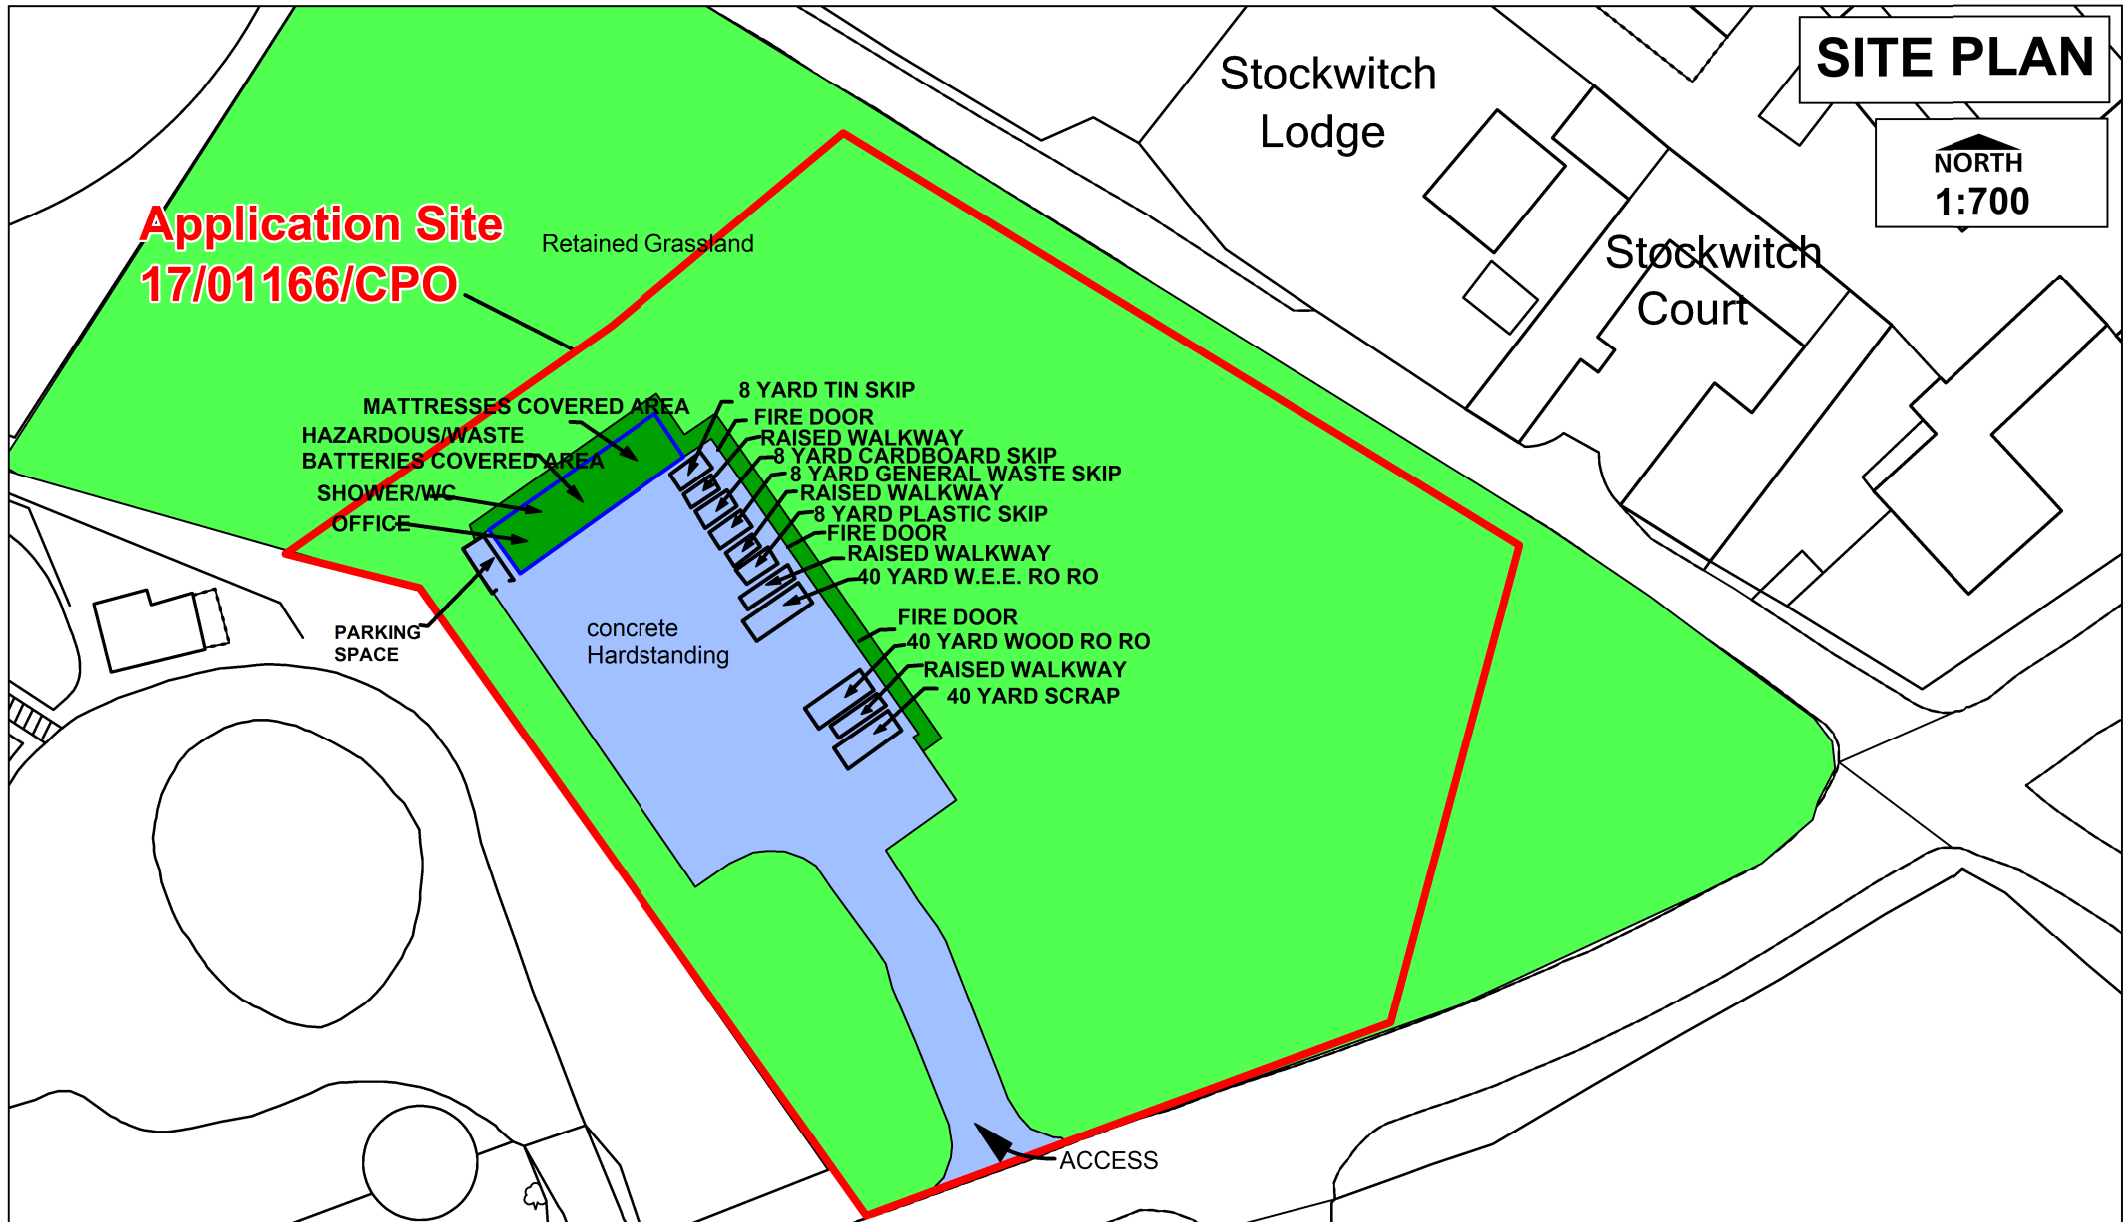 SITE PLAN
NORTH
1:700
Stockwitch
Lodge
Stockwitch
Court
Application Site
17/01166/CPO
Retained Grassland
MATTRESSES COVERED AREA
HAZARDOUS/WASTE
BATTERIES COVERED AREA
SHOWER/WC
OFFICE
PARKING
SPACE
concrete
Hardstanding
8 YARD TIN SKIP
FIRE DOOR
RAISED WALKWAY
8 YARD CARDBOARD SKIP
8 YARD GENERAL WASTE SKIP
RAISED WALKWAY
8 YARD PLASTIC SKIP
FIRE DOOR
RAISED WALKWAY
40 YARD W.E.E. RO RO
FIRE DOOR
40 YARD WOOD RO RO
RAISED WALKWAY
40 YARD SCRAP
ACCESS